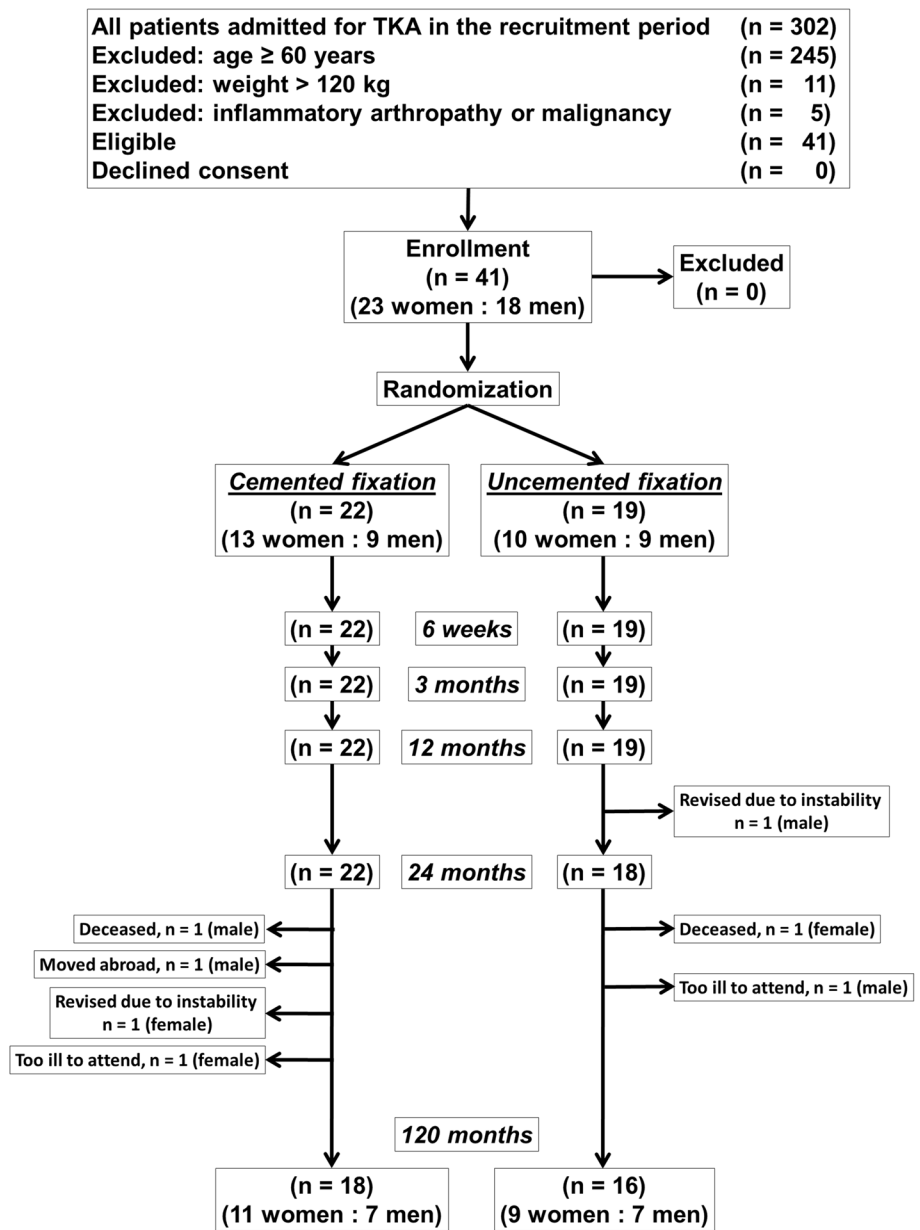 All patients admitted for TKA in the recruitment period (n = 302)
Excluded: age ≥ 60 years (n = 245)
Excluded: weight > 120 kg (n = 11)
Excluded: inflammatory arthropathy or malignancy (n = 5)
Eligible (n = 41)
Declined consent (n = 0)
Enrollment
(n = 41)
(23 women : 18 men)
Excluded
(n = 0)
Randomization
Cemented fixation
(n = 22)
(13 women : 9 men)
Uncemented fixation
(n = 19)
(10 women : 9 men)
(n = 22) 6 weeks (n = 19)
(n = 22) 3 months (n = 19)
(n = 22) 12 months (n = 19)
Revised due to instability
n = 1 (male)
(n = 22) 24 months (n = 18)
Deceased, n = 1 (male)
Moved abroad, n = 1 (male)
Revised due to instability
n = 1 (female)
Too ill to attend, n = 1 (female)
Deceased, n = 1 (female)
Too ill to attend, n = 1 (male)
120 months
(n = 18)
(11 women : 7 men)
(n = 16)
(9 women : 7 men)